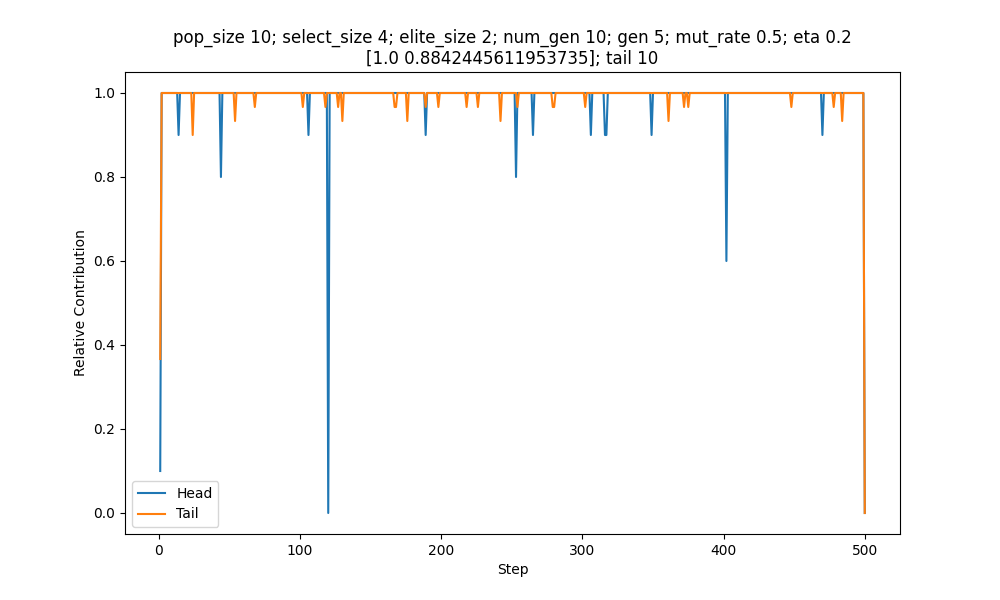 pop_size 10; select_size 4; elite_size 2; num_gen 10; gen 5; mut_rate 0.5; eta 0.2
[1.0 0.8842445611953735]; tail 10
1.0
0.8
0.6
0.4
0.2
0.0
Relative Contribution
Head
Tail
0
100
200
300
400
500
Step